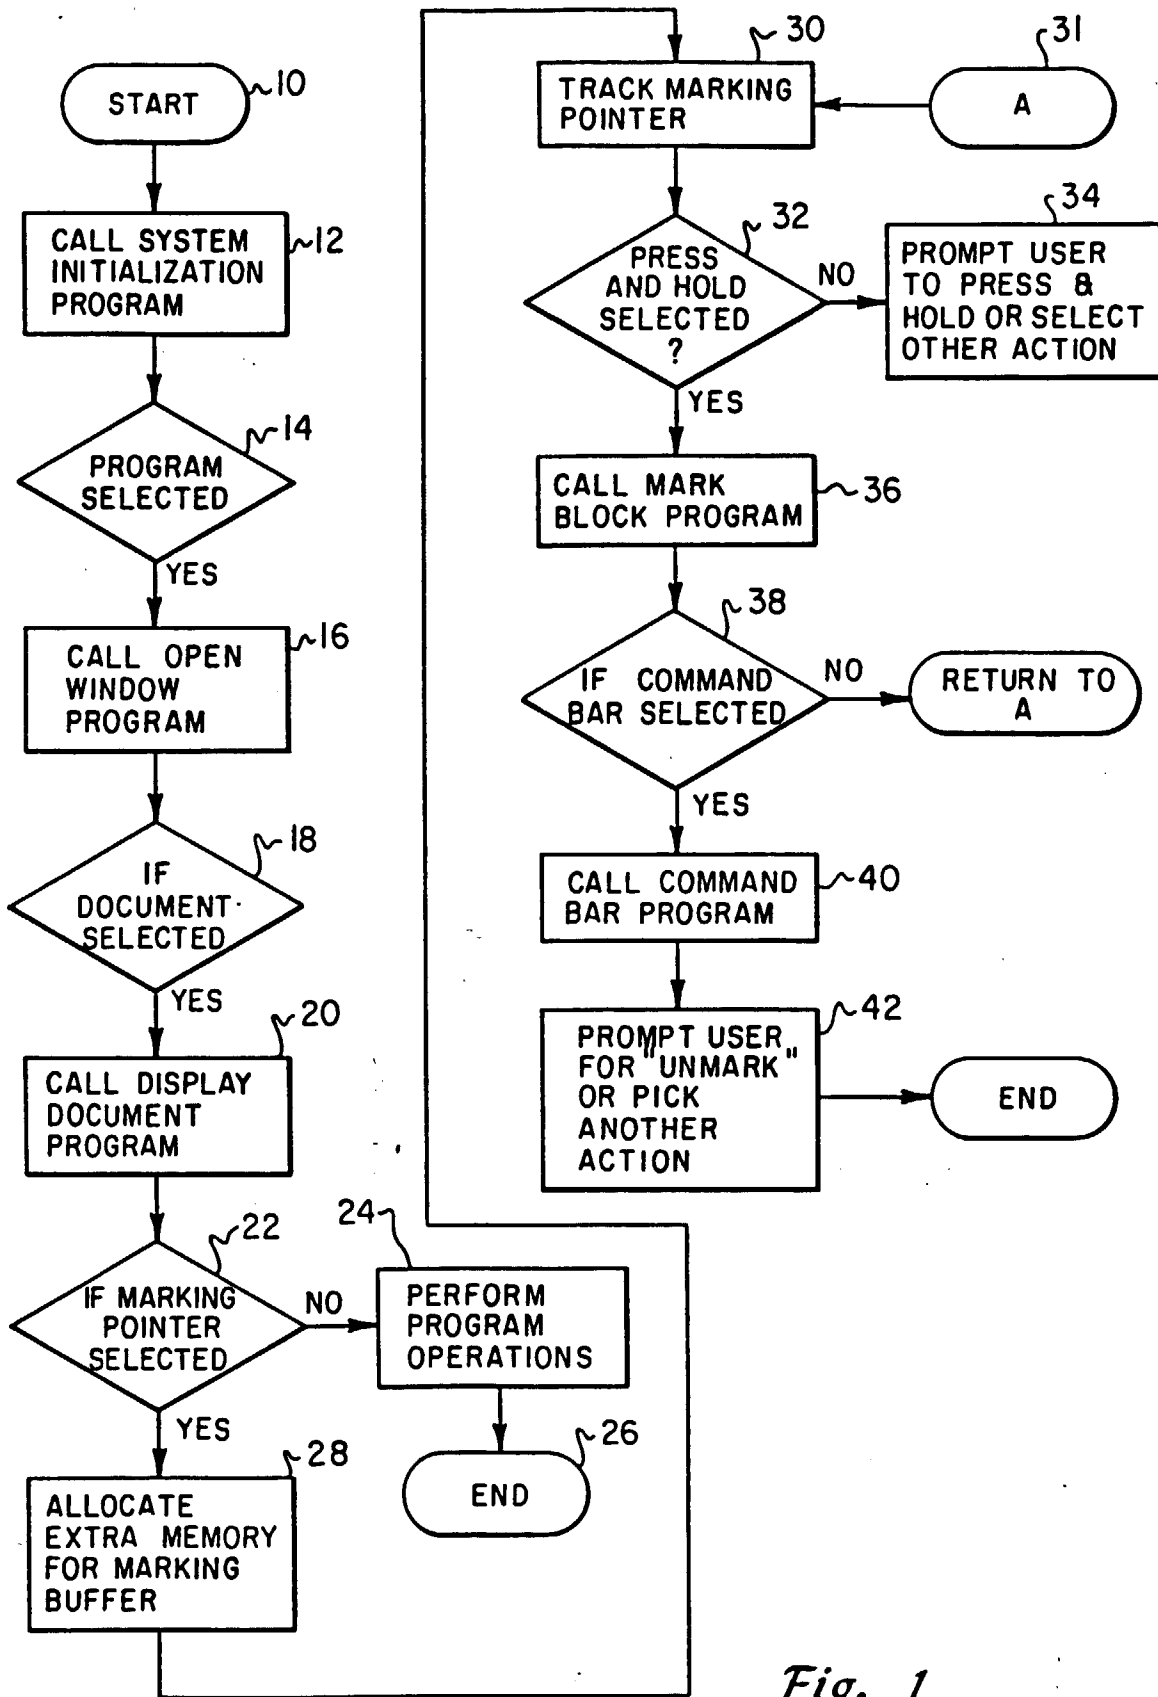 START
10
CALL SYSTEM
INITIALIZATION
PROGRAM
12
PROGRAM
SELECTED
14
YES
CALL OPEN
WINDOW
PROGRAM
16
IF
DOCUMENT
SELECTED
18
YES
CALL DISPLAY
DOCUMENT
PROGRAM
20
IF MARKING
POINTER
SELECTED
22
NO
PERFORM
PROGRAM
OPERATIONS
24
END
26
YES
ALLOCATE
EXTRA MEMORY
FOR MARKING
BUFFER
28
TRACK MARKING
POINTER
30
A
31
PRESS
AND HOLD
SELECTED
?
32
NO
PROMPT USER
TO PRESS &
HOLD OR SELECT
OTHER ACTION
34
YES
CALL MARK
BLOCK PROGRAM
36
IF COMMAND
BAR SELECTED
38
NO
RETURN TO
A
YES
CALL COMMAND
BAR PROGRAM
40
PROMPT USER
FOR "UNMARK"
OR PICK
ANOTHER
ACTION
42
END
Fig. 1